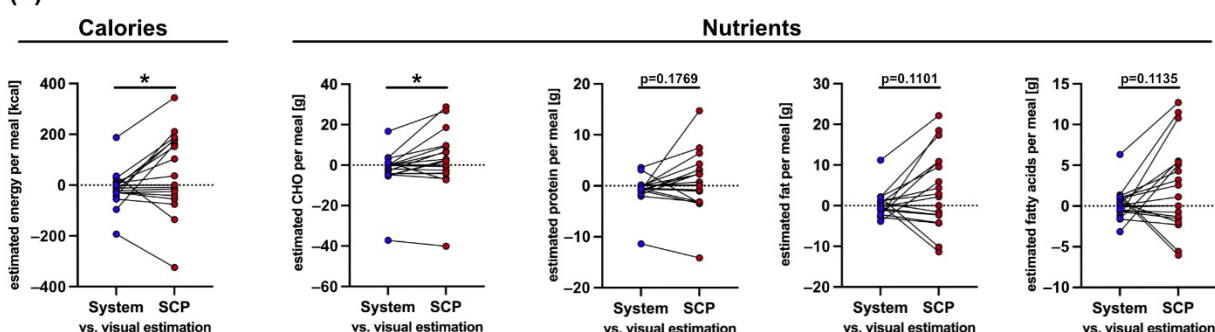 Calories
Nutrients
estimated energy per meal [kcal]
400
200
0
–200
–400
*
System SCP
vs. visual estimation
estimated CHO per meal [g]
40
20
0
–20
–40
–60
*
System SCP
vs. visual estimation
estimated protein per meal [g]
20
10
0
–10
–20
p=0.1769
System SCP
vs. visual estimation
estimated fat per meal [g]
30
20
10
0
–10
–20
p=0.1101
System SCP
vs. visual estimation
estimated fatty acids per meal [g]
15
10
5
0
–5
–10
p=0.1135
System SCP
vs. visual estimation